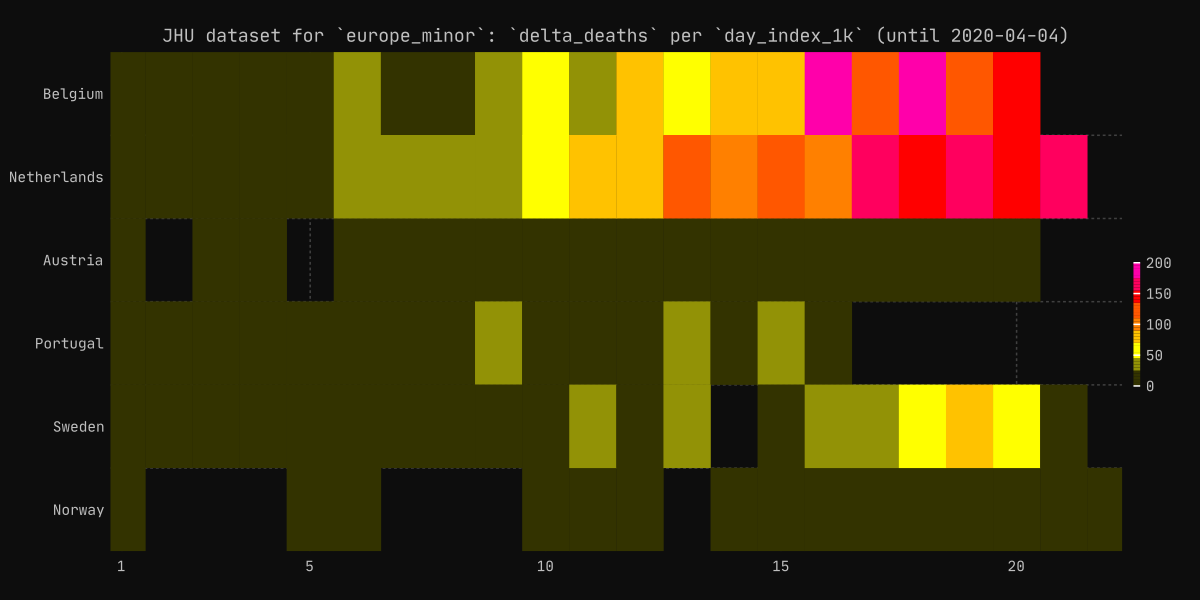 JHU dataset for `europe_minor`: `delta_deaths` per `day_index_1k` (until 2020-04-04)
Belgium
Netherlands
Austria
Portugal
Sweden
Norway
200
150
100
50
0
1 5 10 15 20